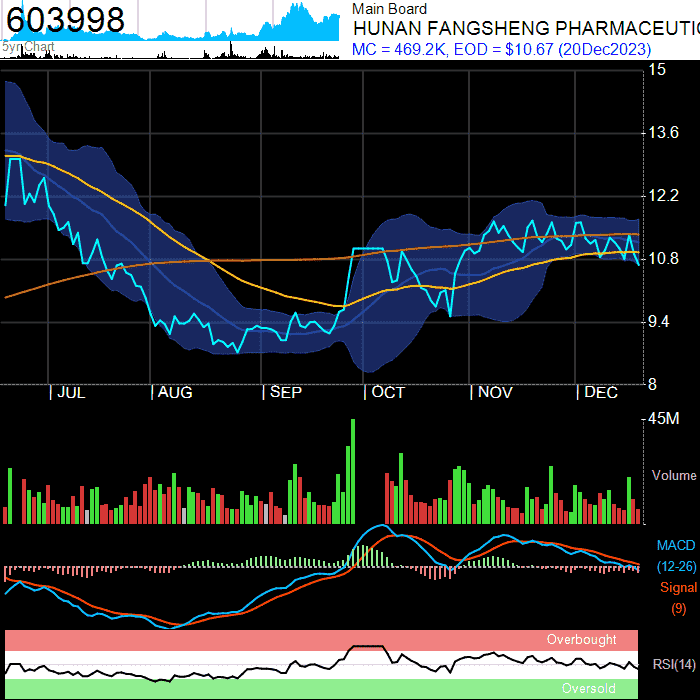 603998
5yr Chart
Main Board
HUNAN FANGSHENG PHARMACEUTIC
MC = 469.2K, EOD = $10.67 (20Dec2023)
15
13.6
12.2
10.8
9.4
8
| JUL | AUG | SEP | OCT | NOV | DEC
45M
Volume
MACD
(12-26)
Signal
(9)
Overbought
RSI(14)
Oversold